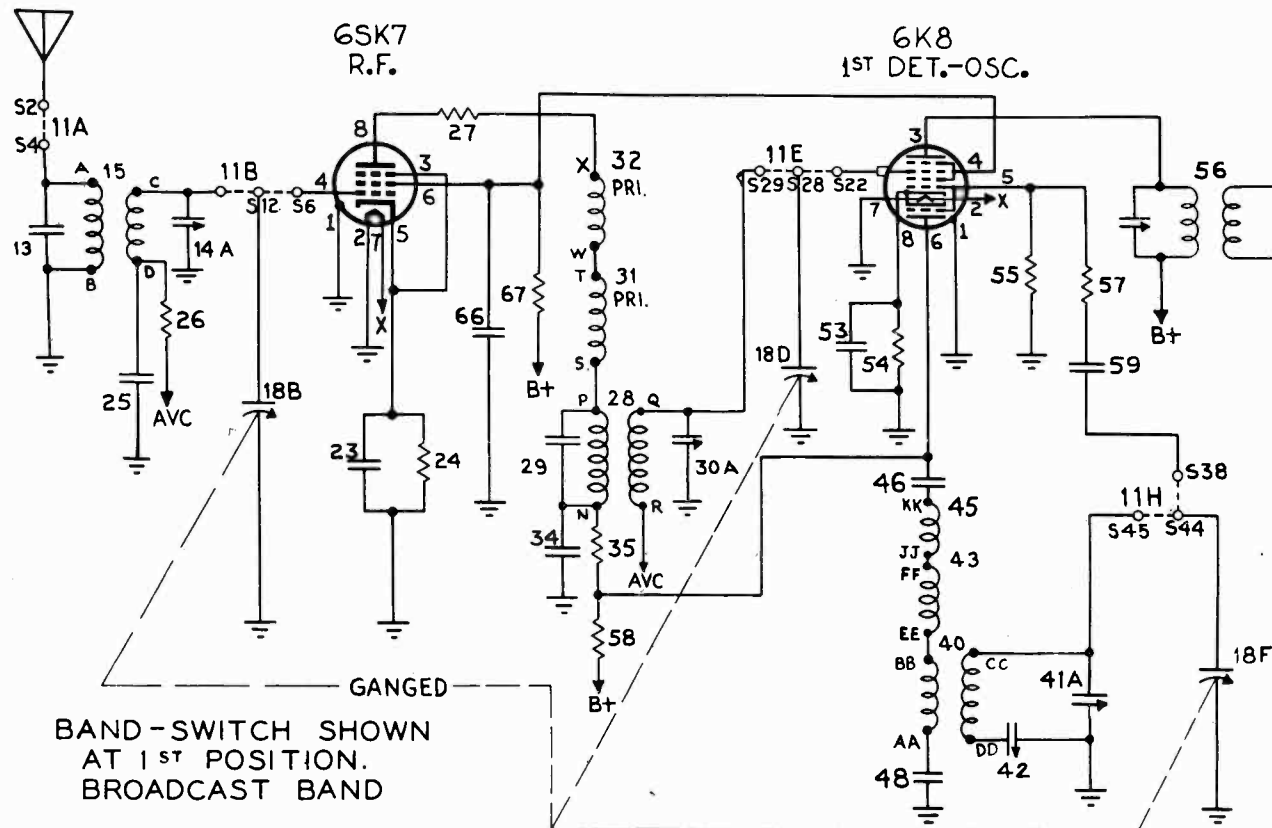 6SK7
R.F.
6K8
1ST DET.-OSC.
S2
11A
S4
A
15
C
11B
S12
S6
13
B
D
14A
26
25
AVC
18B
8
27
3
4
6
1
2
7
5
X
23
24
66
67
B+
X
32
PRI.
W
T
31
PRI.
S.
P
28
Q
29
30A
N
R
34
35
AVC
58
B+
11E
S29
S28
S22
18D
3
4
5
X
2
7
8
6
1
53
54
55
57
59
56
B+
46
KK
45
JJ
43
FF
EE
40
BB
CC
AA
DD
42
48
41A
S38
11H
S45
S44
18F
GANGED
BAND-SWITCH SHOWN
AT 1ST POSITION.
BROADCAST BAND